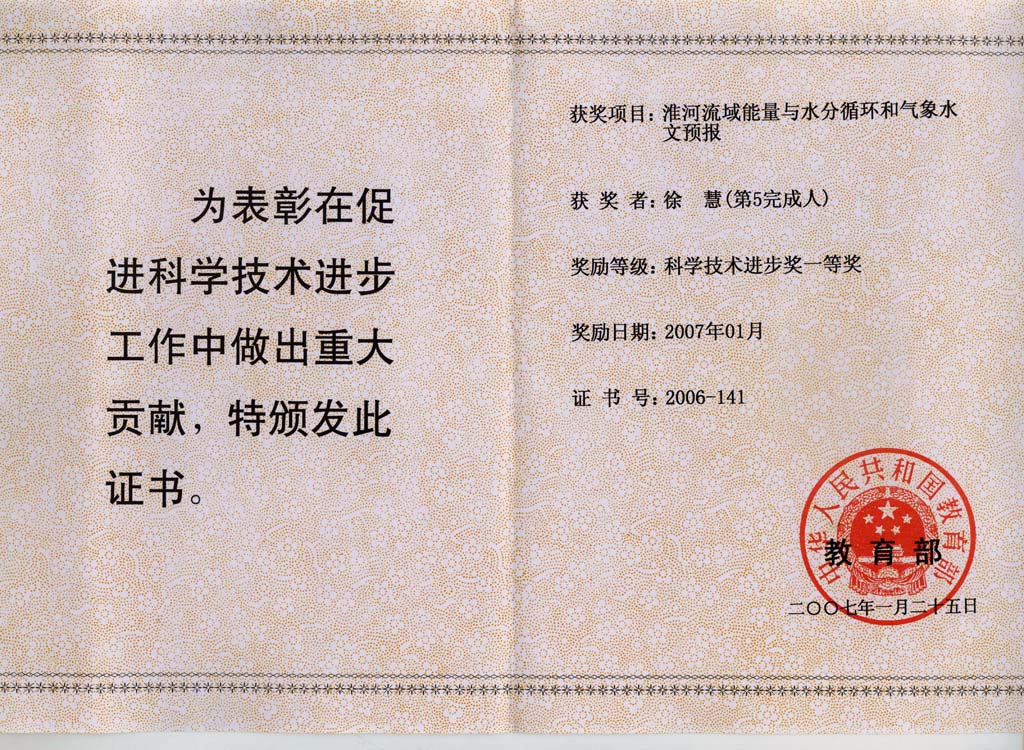 为表彰在促
进科学技术进步
工作中做出重大
贡献，特颁发此
证书。
获奖项目：淮河流域能量与水分循环和气象水
文预报
获 奖 者：徐　慧(第5完成人)
奖励等级：科学技术进步奖一等奖
奖励日期：2007年01月
证 书 号：2006-141
中华人民共和国教育部
教 育 部
二〇〇七年一月二十五日